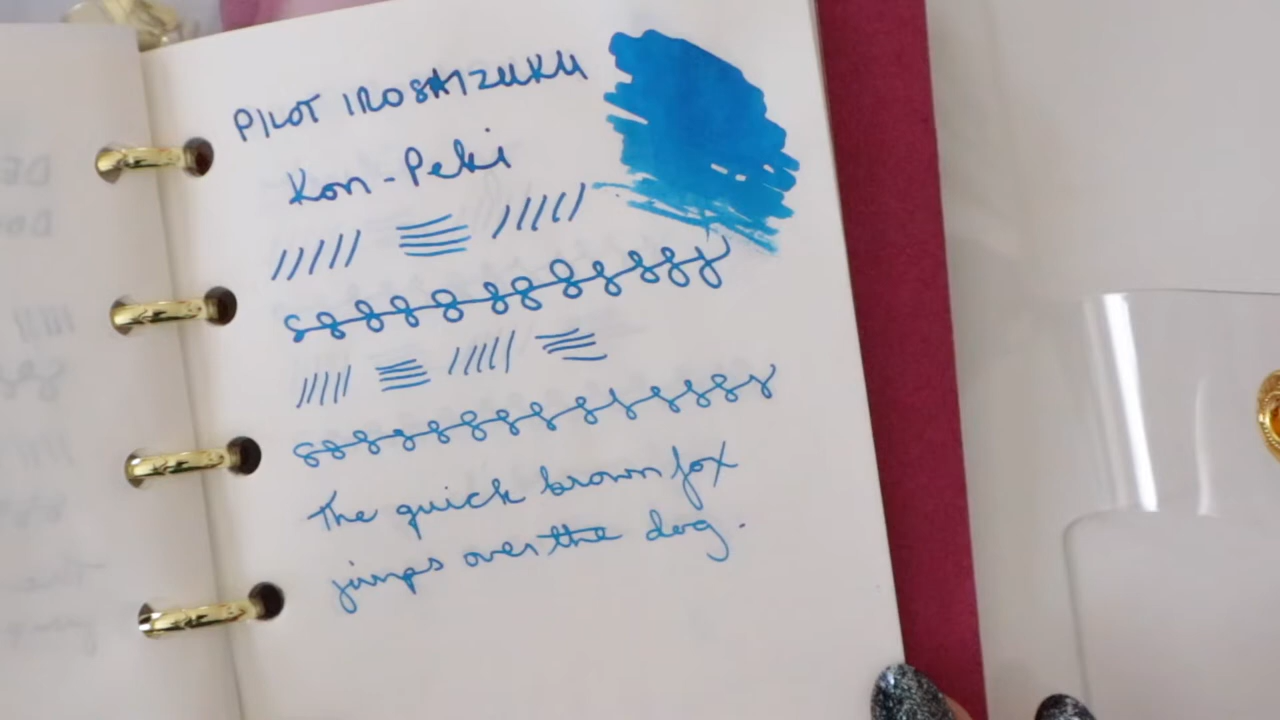 PILOT IROSHIZUKU
Kon-Peki
The quick brown fox
jumps over the dog.